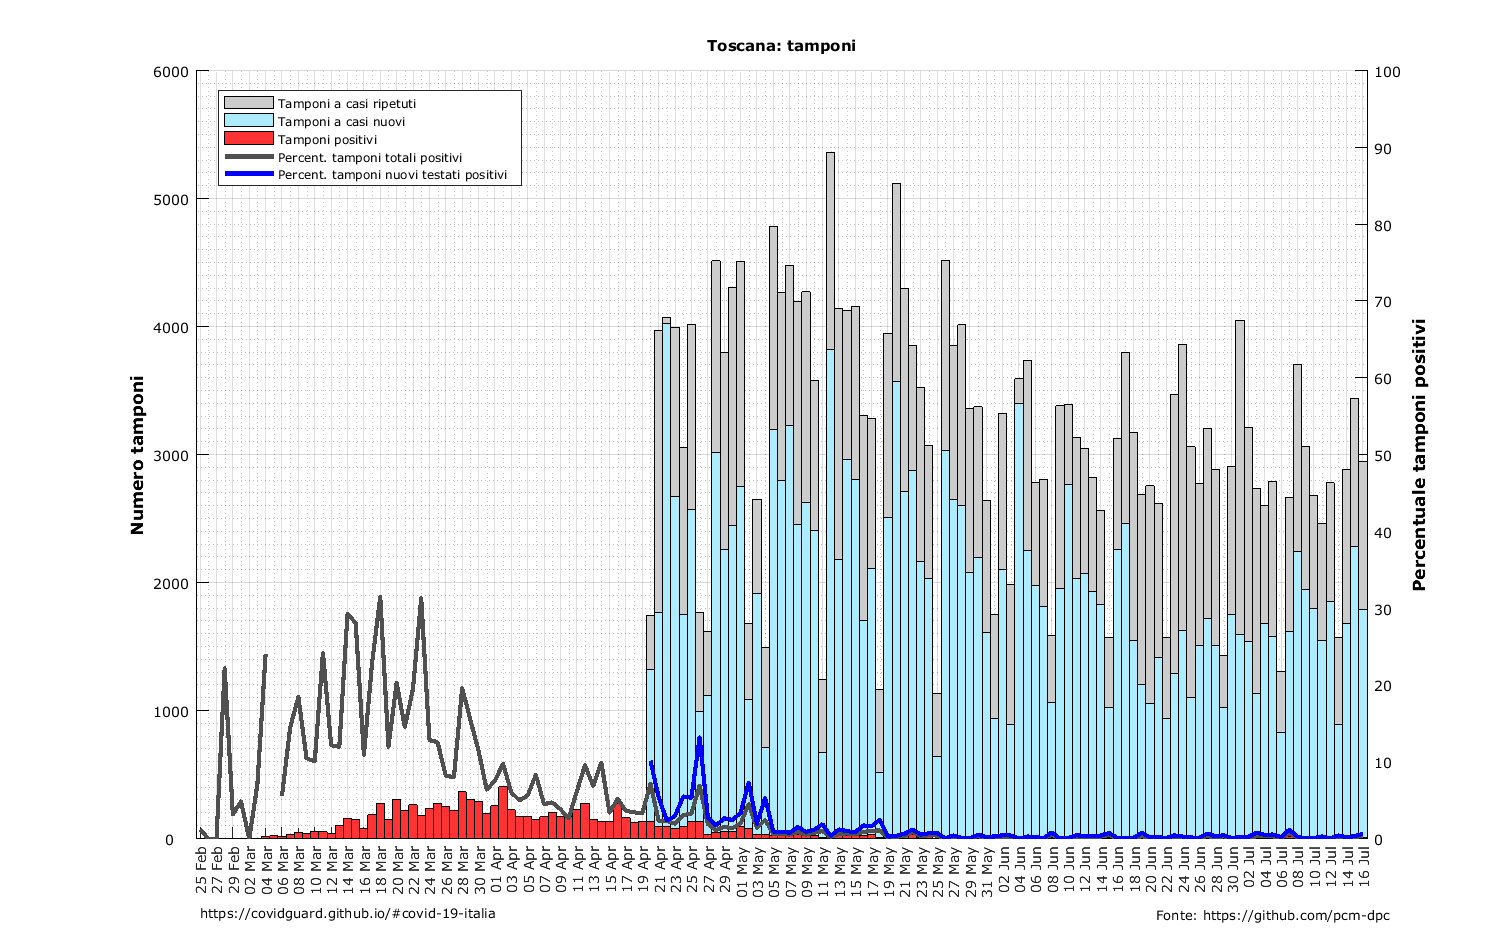 Toscana: tamponi
Tamponi a casi ripetuti
Tamponi a casi nuovi
Tamponi positivi
Percent. tamponi totali positivi
Percent. tamponi nuovi testati positivi
Numero tamponi
6000
5000
4000
3000
2000
1000
0
Percentuale tamponi positivi
100
90
80
70
60
50
40
30
20
10
0
25 Feb
27 Feb
29 Feb
02 Mar
04 Mar
06 Mar
08 Mar
10 Mar
12 Mar
14 Mar
16 Mar
18 Mar
20 Mar
22 Mar
24 Mar
26 Mar
28 Mar
30 Mar
01 Apr
03 Apr
05 Apr
07 Apr
09 Apr
11 Apr
13 Apr
15 Apr
17 Apr
19 Apr
21 Apr
23 Apr
25 Apr
27 Apr
29 Apr
01 May
03 May
05 May
07 May
09 May
11 May
13 May
15 May
17 May
19 May
21 May
23 May
25 May
27 May
29 May
31 May
02 Jun
04 Jun
06 Jun
08 Jun
10 Jun
12 Jun
14 Jun
16 Jun
18 Jun
20 Jun
22 Jun
24 Jun
26 Jun
28 Jun
30 Jun
02 Jul
04 Jul
06 Jul
08 Jul
10 Jul
12 Jul
14 Jul
16 Jul
https://covidguard.github.io/#covid-19-italia
Fonte: https://github.com/pcm-dpc